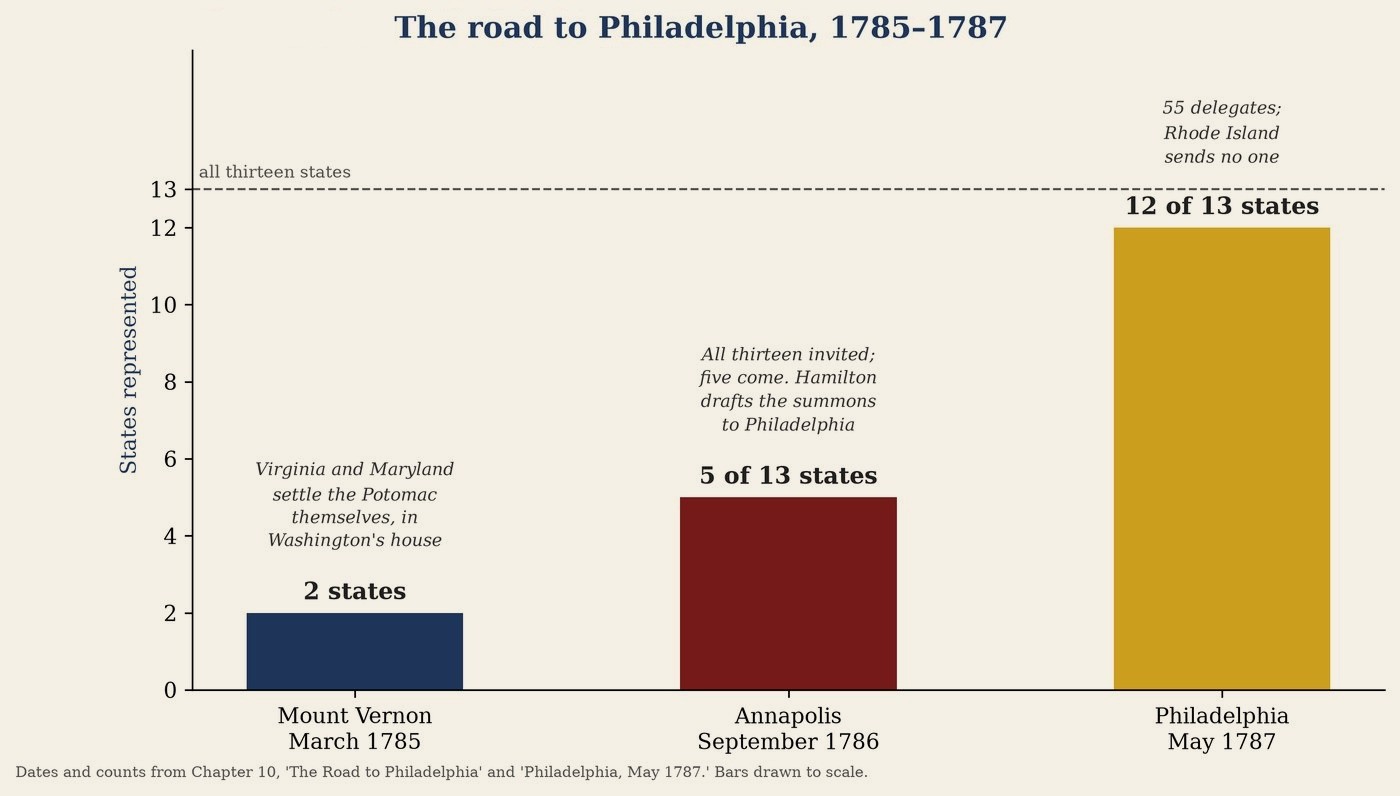 The road to Philadelphia, 1785–1787
55 delegates;
Rhode Island
sends no one
all thirteen states
13
12 of 13 states
12
10
States represented
All thirteen invited;
five come. Hamilton
drafts the summons
to Philadelphia
8
5 of 13 states
6
Virginia and Maryland
settle the Potomac
themselves, in
Washington's house
4
2 states
2
0
Mount Vernon
March 1785
Annapolis
September 1786
Philadelphia
May 1787
Dates and counts from Chapter 10, 'The Road to Philadelphia' and 'Philadelphia, May 1787.' Bars drawn to scale.